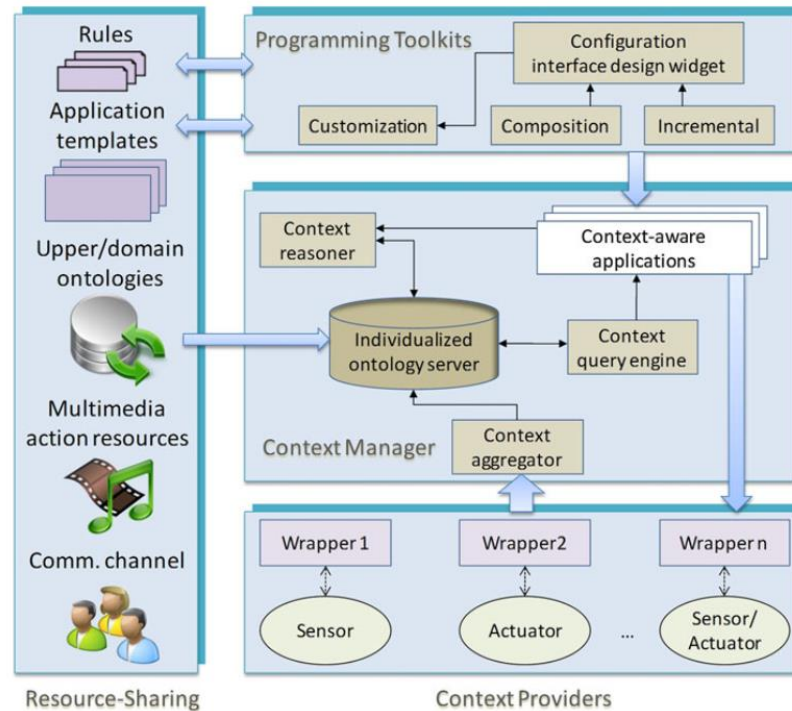 Rules
Application
templates
Upper/domain
ontologies
Multimedia
action resources
Comm. channel
Resource-Sharing
Programming Toolkits
Configuration
interface design widget
Customization
Composition
Incremental
Context
reasoner
Context-aware
applications
Individualized
ontology server
Context
query engine
Context Manager
Context
aggregator
Wrapper 1
Wrapper2
Wrapper n
Sensor
Actuator
...
Sensor/
Actuator
Context Providers